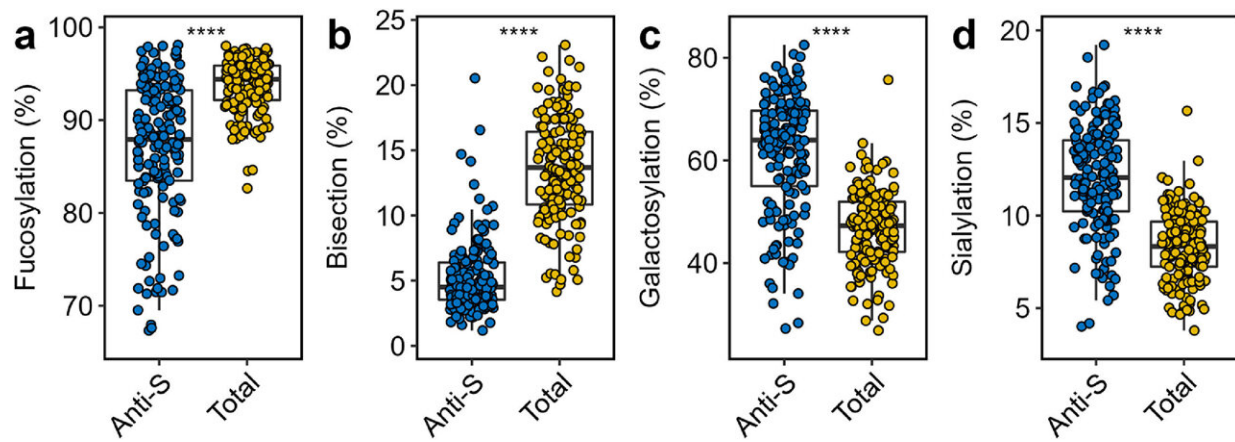 a
Fucosylation (%)
100
90
80
70
****
Anti-S
Total
b
Bisection (%)
25
20
15
10
5
0
****
Anti-S
Total
c
Galactosylation (%)
80
60
40
****
Anti-S
Total
d
Sialylation (%)
20
15
10
5
****
Anti-S
Total